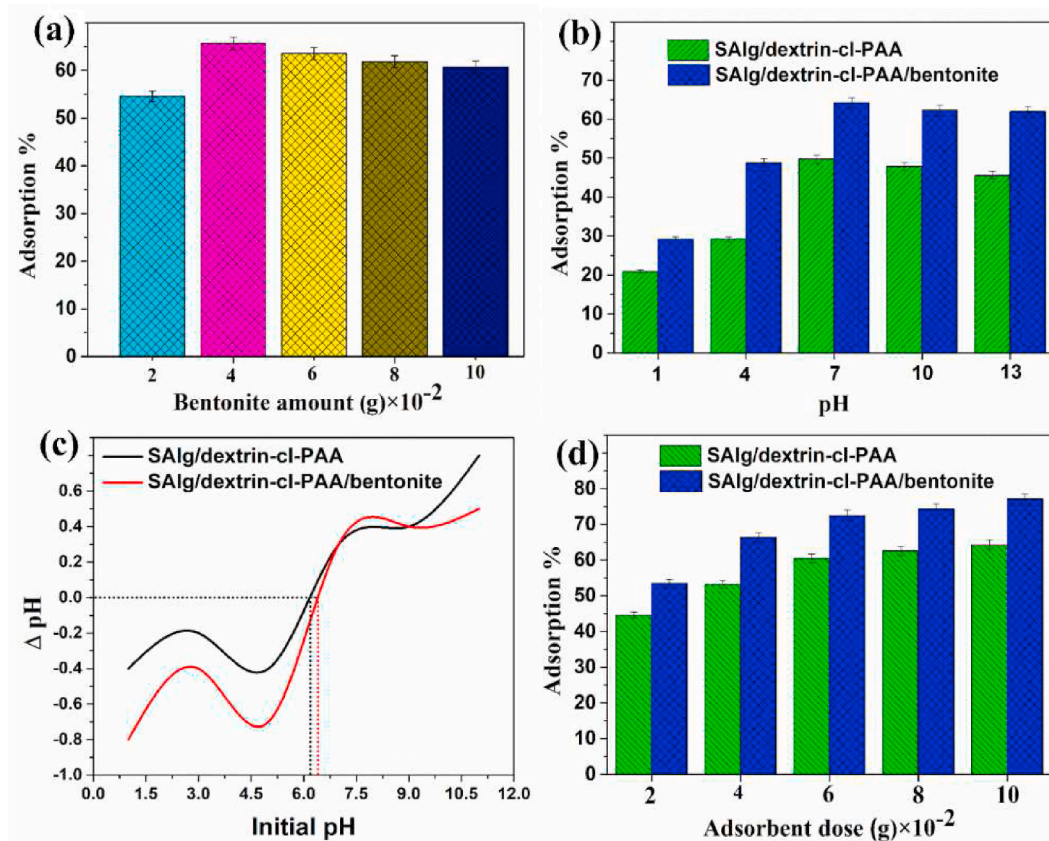 (a)
Adsorption %
60
50
40
30
20
10
0
2 4 6 8 10
Bentonite amount (g)×10⁻²
(b)
SAlg/dextrin-cl-PAA
SAlg/dextrin-cl-PAA/bentonite
Adsorption %
80
70
60
50
40
30
20
10
0
1 4 7 10 13
pH
(c)
SAlg/dextrin-cl-PAA
SAlg/dextrin-cl-PAA/bentonite
Δ pH
0.6
0.4
0.2
0.0
-0.2
-0.4
-0.6
-0.8
-1.0
0.0 1.5 3.0 4.5 6.0 7.5 9.0 10.5 12.0
Initial pH
(d)
SAlg/dextrin-cl-PAA
SAlg/dextrin-cl-PAA/bentonite
Adsorption %
90
80
70
60
50
40
30
20
10
0
2 4 6 8 10
Adsorbent dose (g)×10⁻²